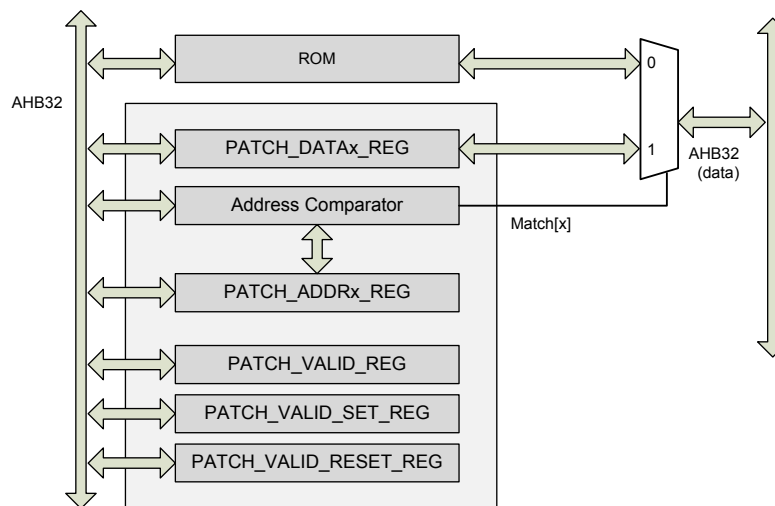 ROM
0
AHB32
PATCH_DATAx_REG
1
AHB32
(data)
Address Comparator
Match[x]
PATCH_ADDRx_REG
PATCH_VALID_REG
PATCH_VALID_SET_REG
PATCH_VALID_RESET_REG